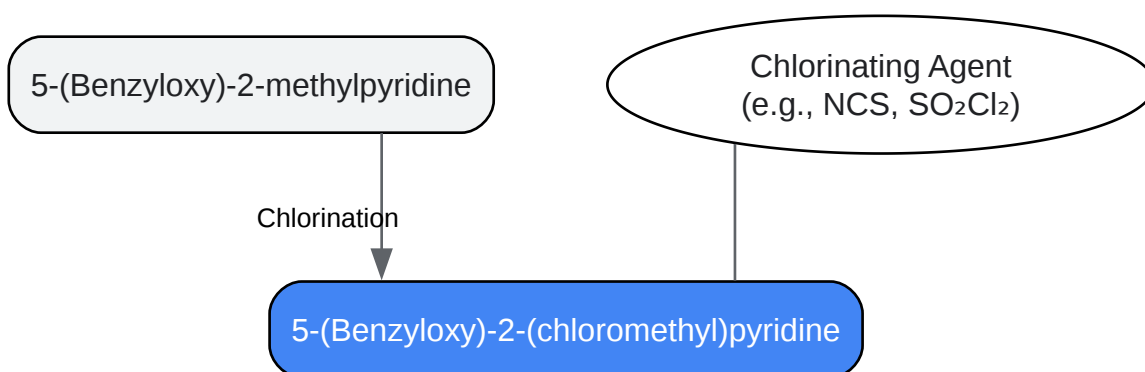 5-(Benzyloxy)-2-methylpyridine
Chlorinating Agent
(e.g., NCS, SO₂Cl₂)
Chlorination
5-(Benzyloxy)-2-(chloromethyl)pyridine